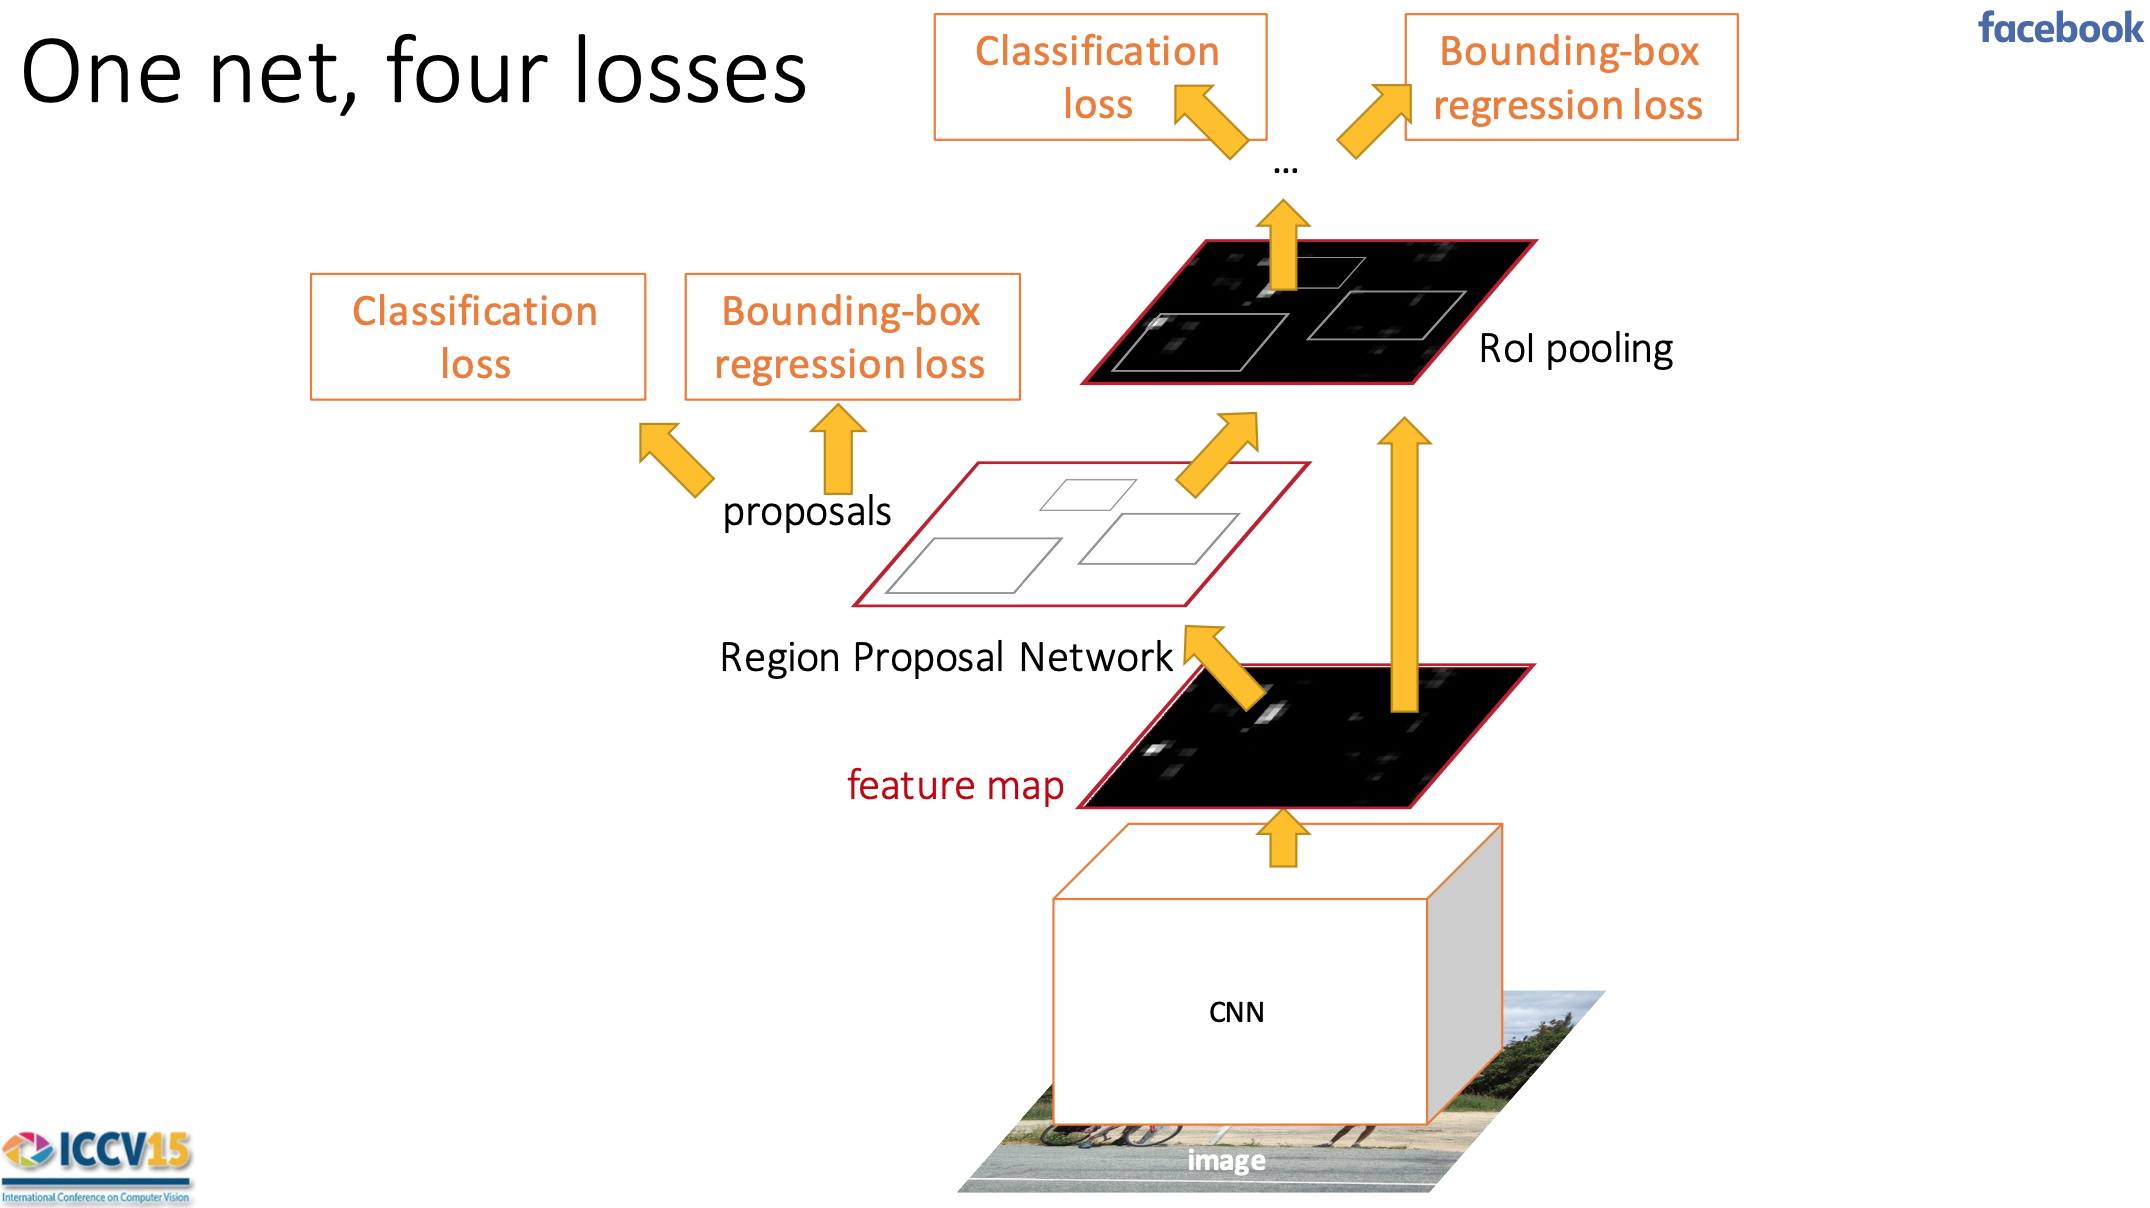 One net, four losses
facebook
Classification
loss
Bounding-box
regression loss
...
Classification
loss
Bounding-box
regression loss
RoI pooling
proposals
Region Proposal Network
feature map
CNN
image
ICCV15
International Conference on Computer Vision